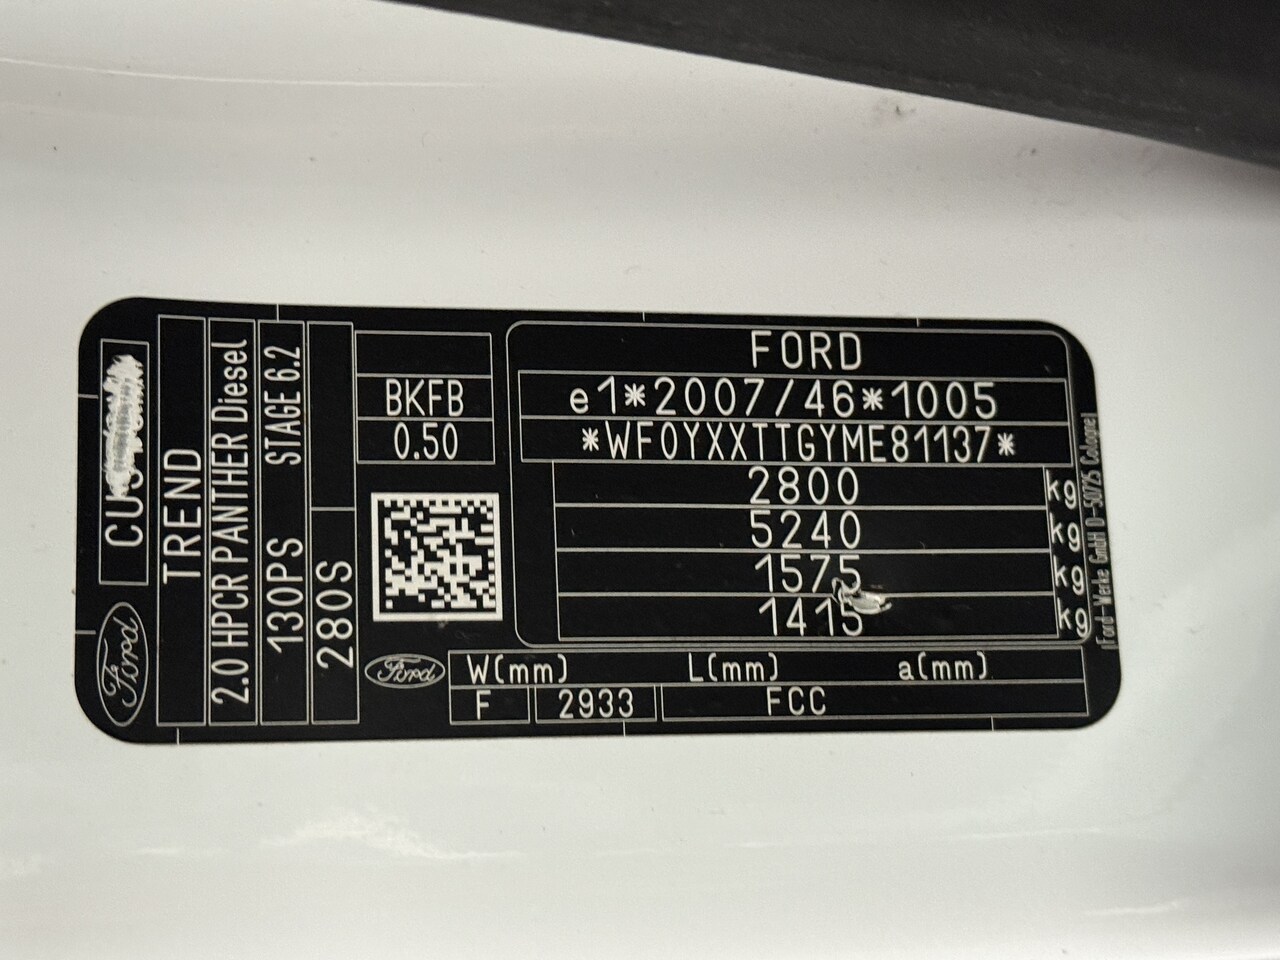 FORD
e1*2007/46*1005
*WF0YXXTTGYME81137*
2800 kg
5240 kg
1575 kg
1415 kg
BKFB
0.50
Ford
W(mm) L(mm) a(mm)
F 2933 FCC
Ford
TREND
2.0 HPCR PANTHER Diesel
130PS STAGE 6.2
280S
Ford-Werke GmbH D-50725 Cologne